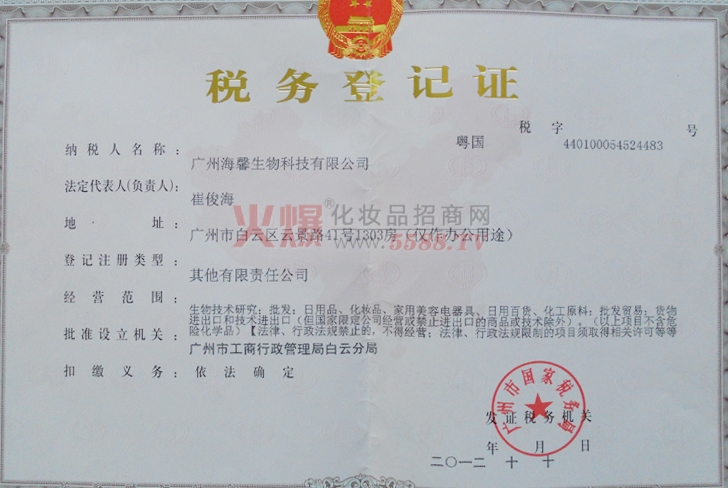 税务登记证
粤国 税 字 440100054524483 号
纳税人名称： 广州海馨生物科技有限公司
法定代表人(负责人)： 崔俊海
火爆®化妆品招商网
www.5588.TV
地 址： 广州市白云区云景路41号1303房（仅作办公用途）
登记注册类型： 其他有限责任公司
经营范围： 生物技术研究；批发：日用品、化妆品、家用美容电器具、日用百货、化工原料；批发贸易；货物
进出口和技术进出口（但国家限定公司经营或禁止进出口的商品或技术除外）。（以上项目不含危
险化学品）【法律、行政法规禁止的，不得经营；法律、行政法规限制的项目须取得相关许可等等
批准设立机关： 广州市工商行政管理局白云分局
扣缴义务： 依法确定
广州市国家税务局
发证税务机关
年 月 日
二〇一二 十 十